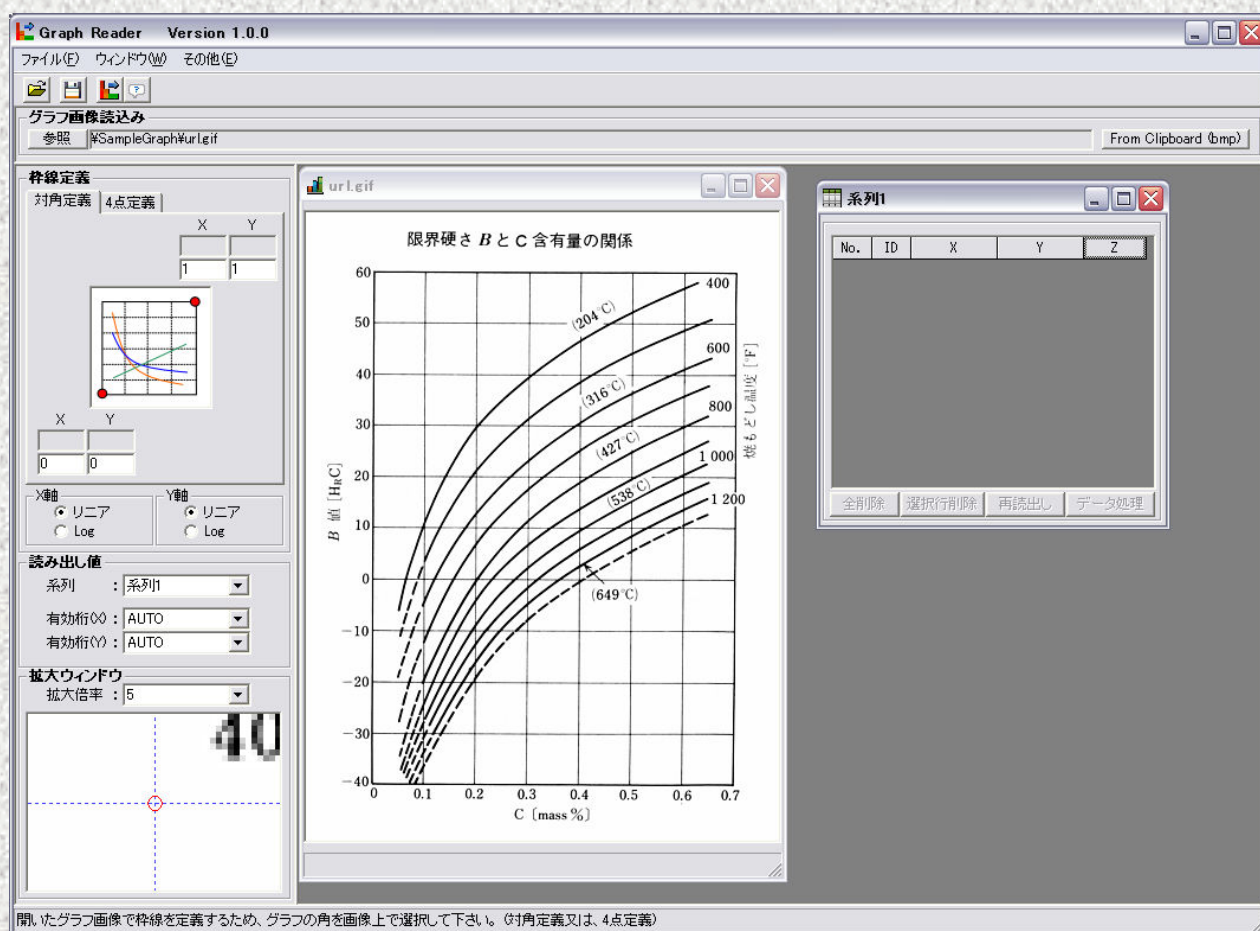 Graph Reader Version 1.0.0
ファイル(F) ウィンドウ(W) その他(E)
グラフ画像読込み
参照 ¥SampleGraph¥url.gif From Clipboard (bmp)
枠線定義
対角定義 4点定義
X Y
1 1
X Y
0 0
X軸 Y軸
リニア リニア
Log Log
読み出し値
系列 : 系列1
有効桁(X) : AUTO
有効桁(Y) : AUTO
拡大ウィンドウ
拡大倍率 : 5
40
url.gif
限界硬さ B と C 含有量の関係
60
50
40
30
20
10
0
-10
-20
-30
-40
B 値 [HRC]
0 0.1 0.2 0.3 0.4 0.5 0.6 0.7
C [mass %]
(204℃)
(316℃)
(427℃)
(538℃)
(649℃)
400
600
800
1 000
1 200
焼もどし温度 [°F]
系列1
No. ID X Y Z
全削除 選択行削除 再読出し データ処理
開いたグラフ画像で枠線を定義するため、グラフの角を画像上で選択して下さい。(対角定義又は、4点定義)